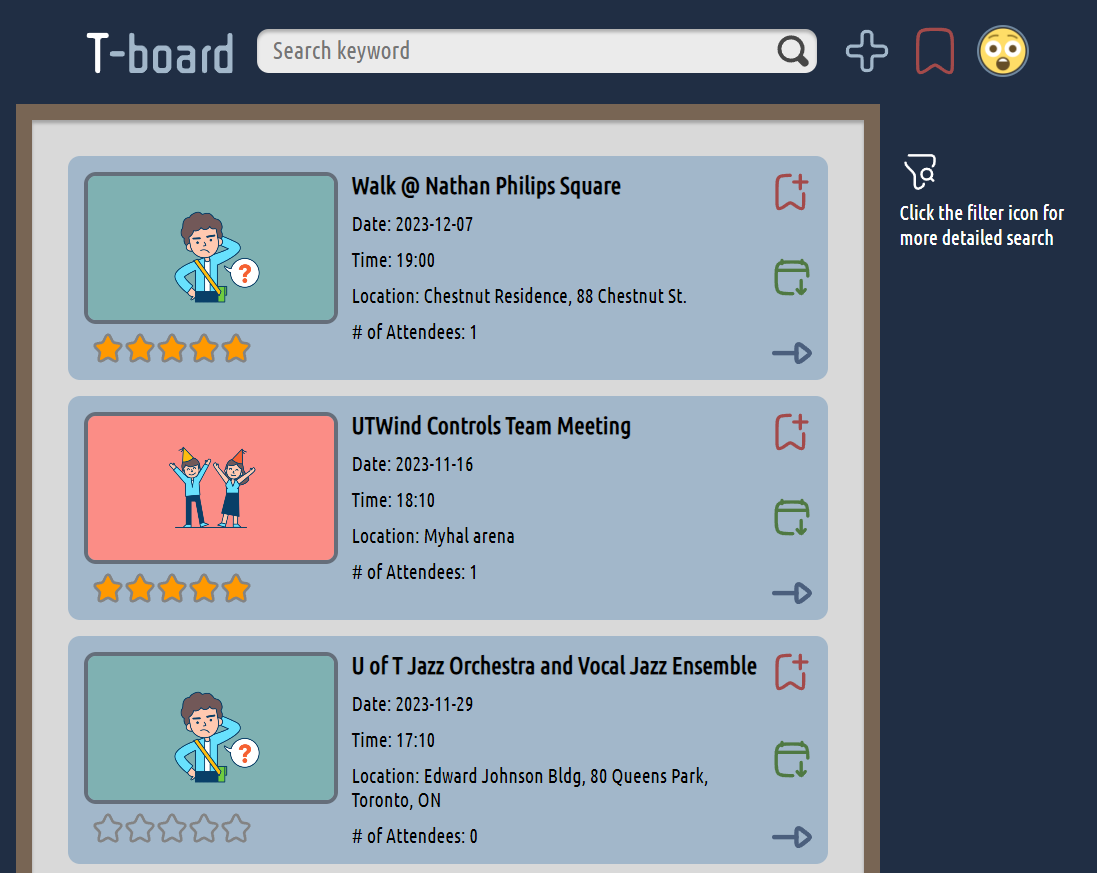 T-board
Search keyword
Click the filter icon for
more detailed search
Walk @ Nathan Philips Square
Date: 2023-12-07
Time: 19:00
Location: Chestnut Residence, 88 Chestnut St.
# of Attendees: 1
?
UTWind Controls Team Meeting
Date: 2023-11-16
Time: 18:10
Location: Myhal arena
# of Attendees: 1
U of T Jazz Orchestra and Vocal Jazz Ensemble
Date: 2023-11-29
Time: 17:10
Location: Edward Johnson Bldg, 80 Queens Park,
Toronto, ON
# of Attendees: 0
?